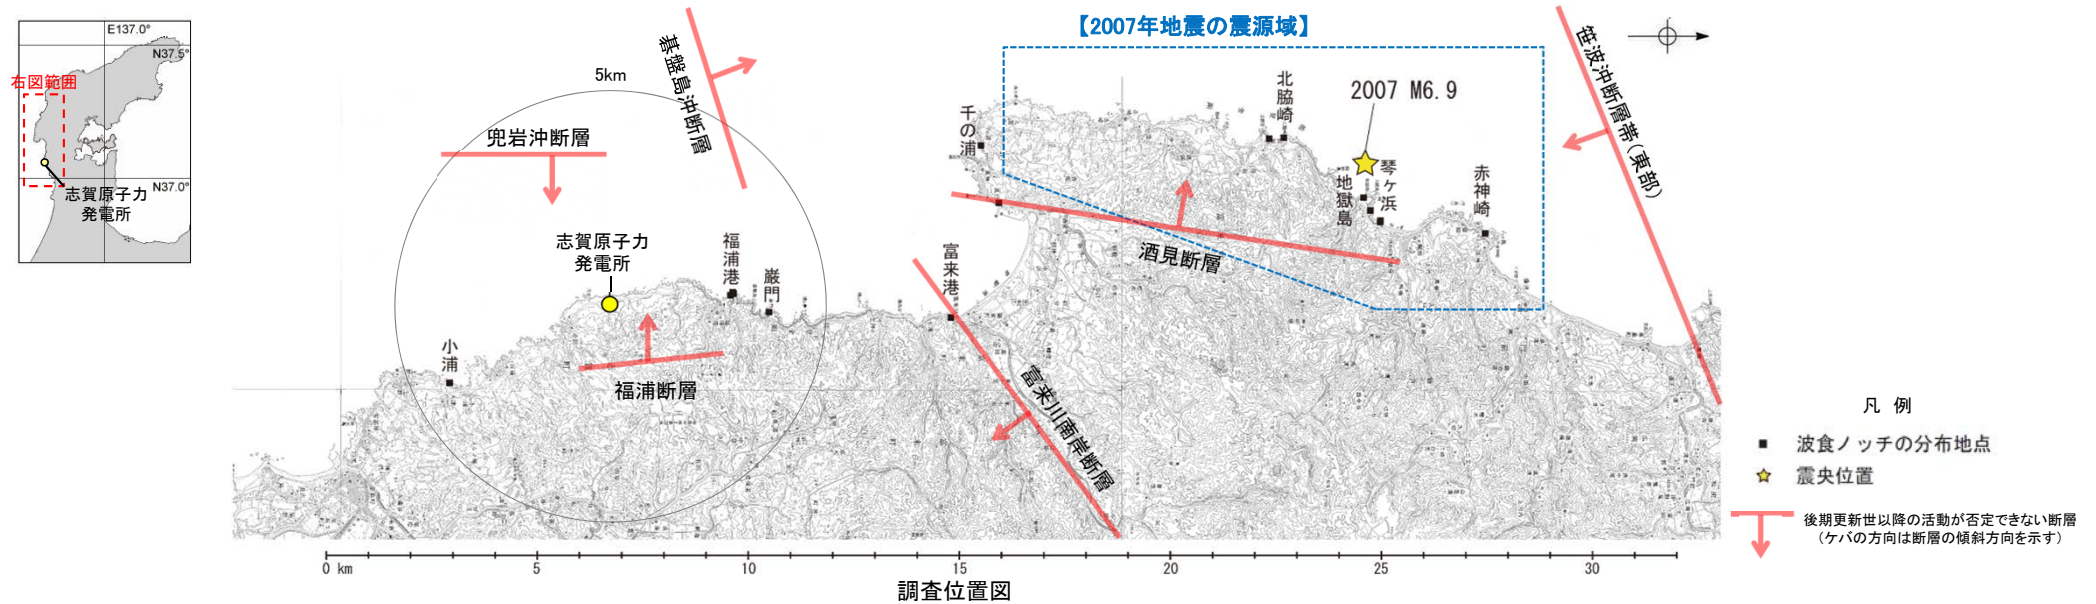 E137.0°
N37.5°
右図範囲
N37.0°
志賀原子力
発電所
【2007年地震の震源域】
5km
碁盤島沖断層
兜岩沖断層
笹波沖断層帯(東部)
北脇崎
2007 M6.9
千の浦
琴ヶ浜
地獄島
赤神崎
志賀原子力
発電所
福浦港
巌門
富来港
酒見断層
小浦
福浦断層
富来川南岸断層
凡 例
波食ノッチの分布地点
震央位置
後期更新世以降の活動が否定できない断層
(ケバの方向は断層の傾斜方向を示す)
0 km
5
10
15
20
25
30
調査位置図